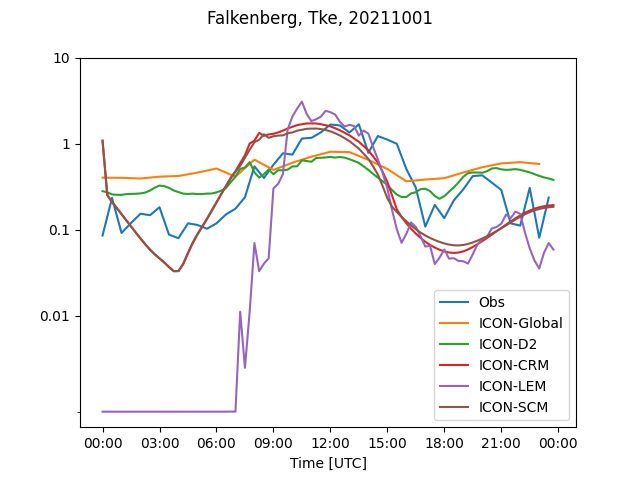 Falkenberg, Tke, 20211001
10
1
0.1
0.01
Obs
ICON-Global
ICON-D2
ICON-CRM
ICON-LEM
ICON-SCM
00:00 03:00 06:00 09:00 12:00 15:00 18:00 21:00 00:00
Time [UTC]